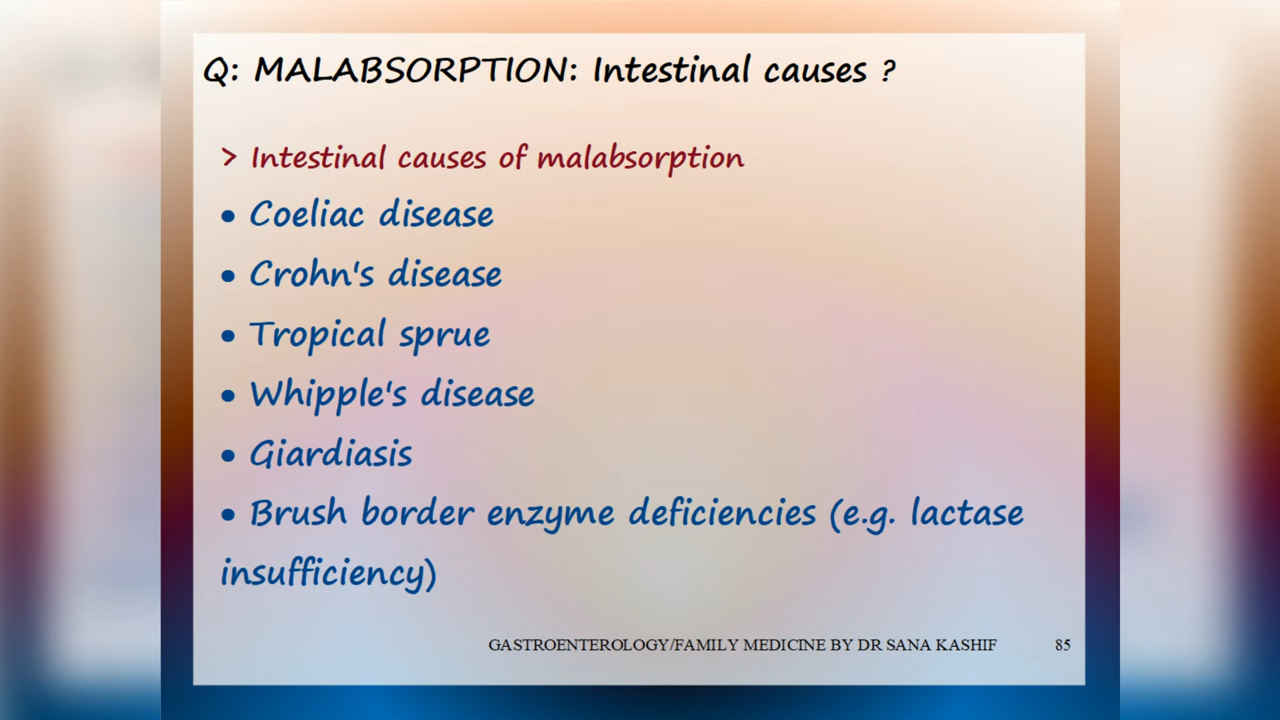 Q: MALABSORPTION: Intestinal causes ?
> Intestinal causes of malabsorption
• Coeliac disease
• Crohn's disease
• Tropical sprue
• Whipple's disease
• Giardiasis
• Brush border enzyme deficiencies (e.g. lactase
insufficiency)
GASTROENTEROLOGY/FAMILY MEDICINE BY DR SANA KASHIF 85